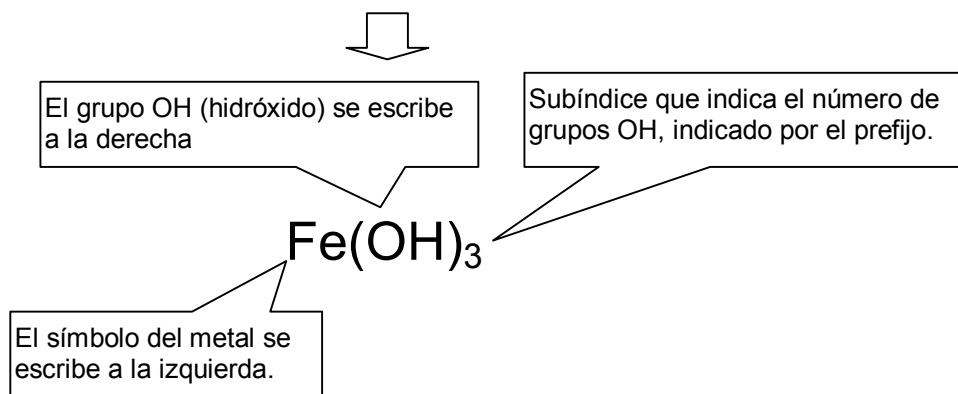 El grupo OH (hidróxido) se escribe
a la derecha
Subíndice que indica el número de
grupos OH, indicado por el prefijo.
Fe(OH)₃
El símbolo del metal se
escribe a la izquierda.